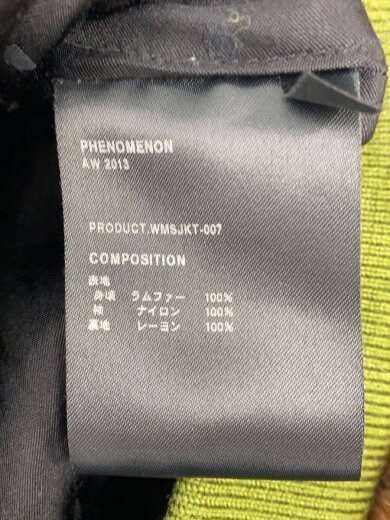 PHENOMENON
AW 2013
PRODUCT.WMSJKT-007
COMPOSITION
表地
身頃 ラムファー 100%
袖 ナイロン 100%
裏地 レーヨン 100%